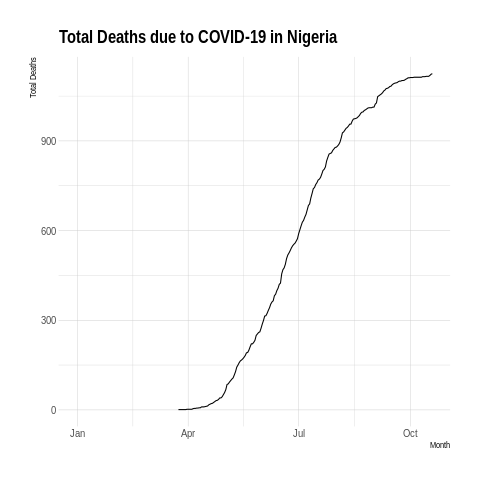 Total Deaths due to COVID-19 in Nigeria
Total Deaths
900
600
300
0
Jan Apr Jul Oct
Month